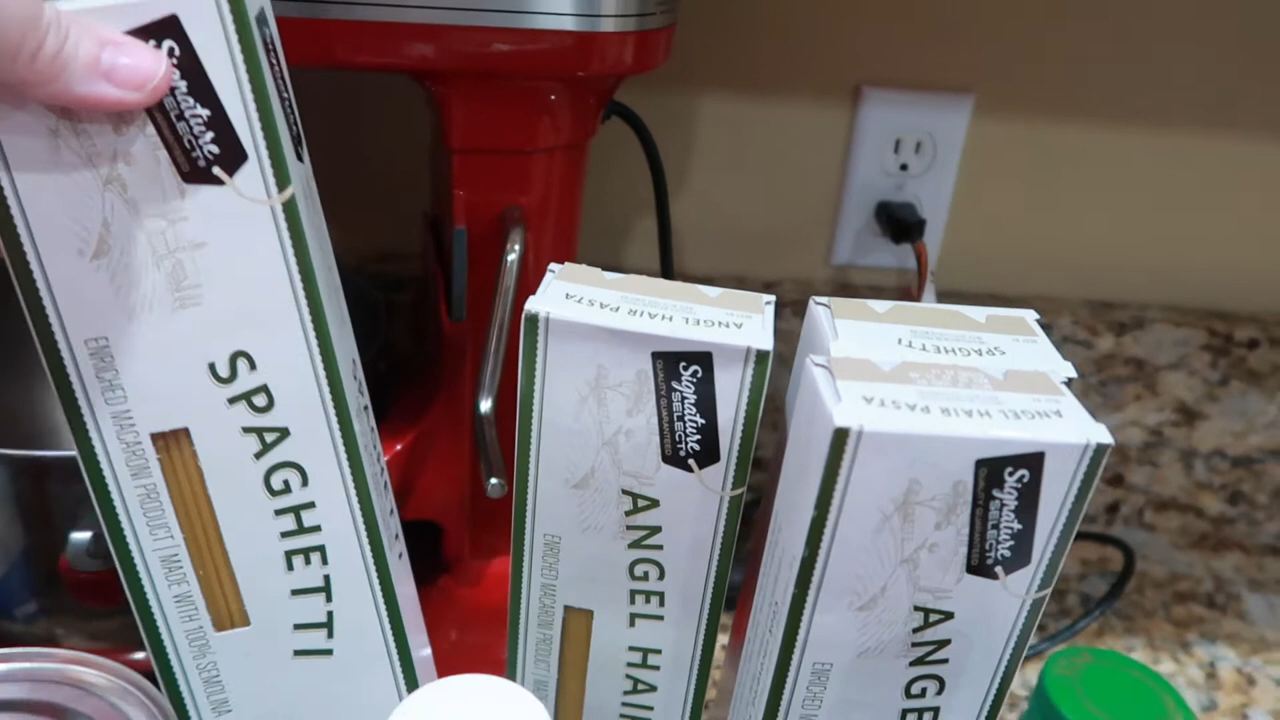 Signature
SELECT
SPAGHETTI
ENRICHED MACARONI PRODUCT | MADE WITH 100% SEMOLINA
ANGEL HAIR PASTA
Signature
SELECT
QUALITY GUARANTEED
ANGEL HAI
ENRICHED MACARONI PRODUCT
SPAGHETTI
ANGEL HAIR PASTA
Signature
SELECT
QUALITY GUARANTEED
ANGE
ENRICHED